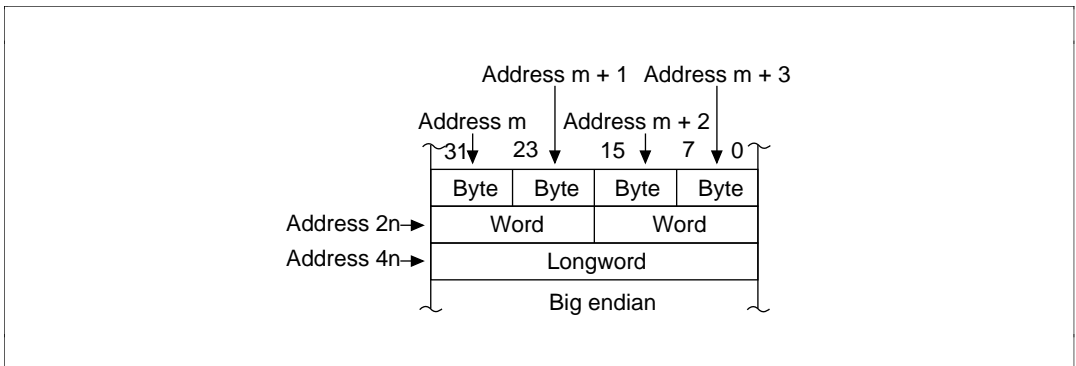 Address m + 1 Address m + 3
Address m Address m + 2
31 23 15 7 0
Byte Byte Byte Byte
Address 2n Word Word
Address 4n Longword
Big endian